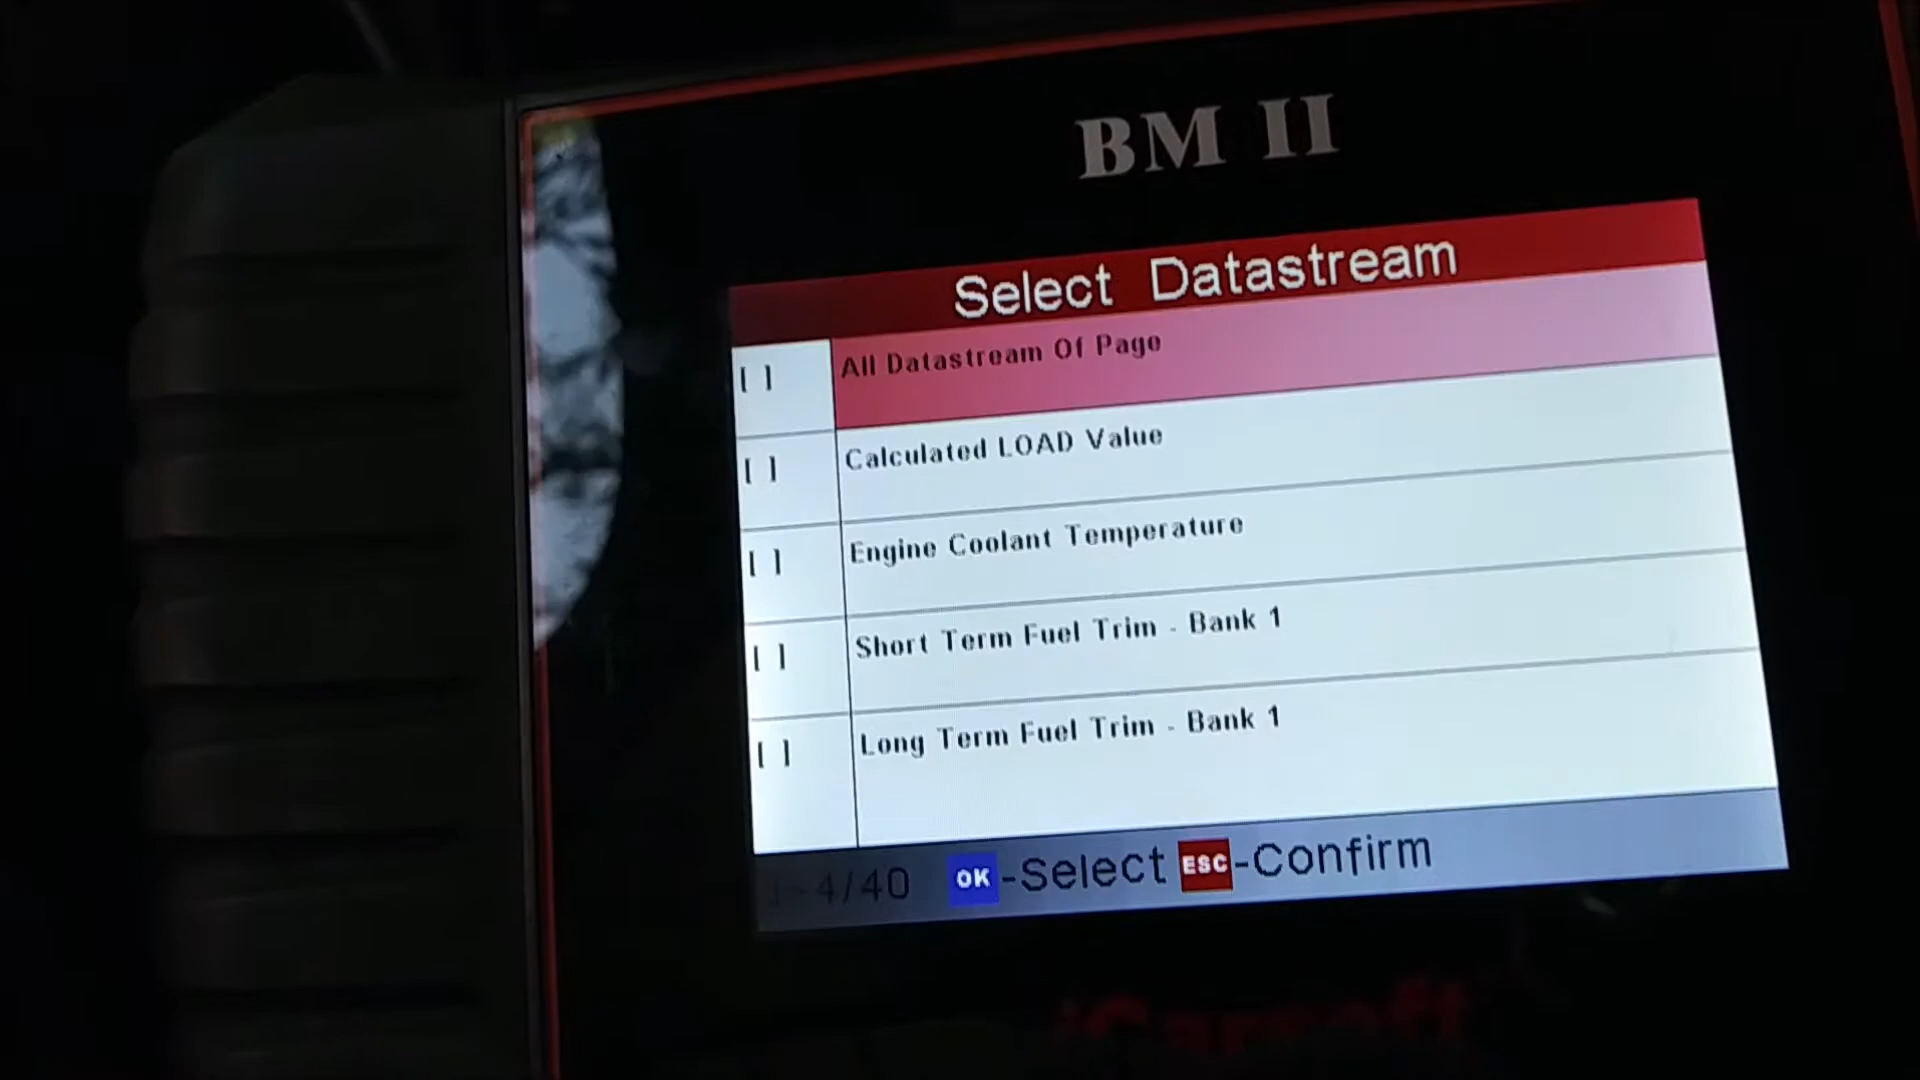 BM II
Select Datastream
[ ] All Datastream Of Page
[ ] Calculated LOAD Value
[ ] Engine Coolant Temperature
[ ] Short Term Fuel Trim - Bank 1
[ ] Long Term Fuel Trim - Bank 1
1-4/40 OK-Select ESC-Confirm
iCarsoft